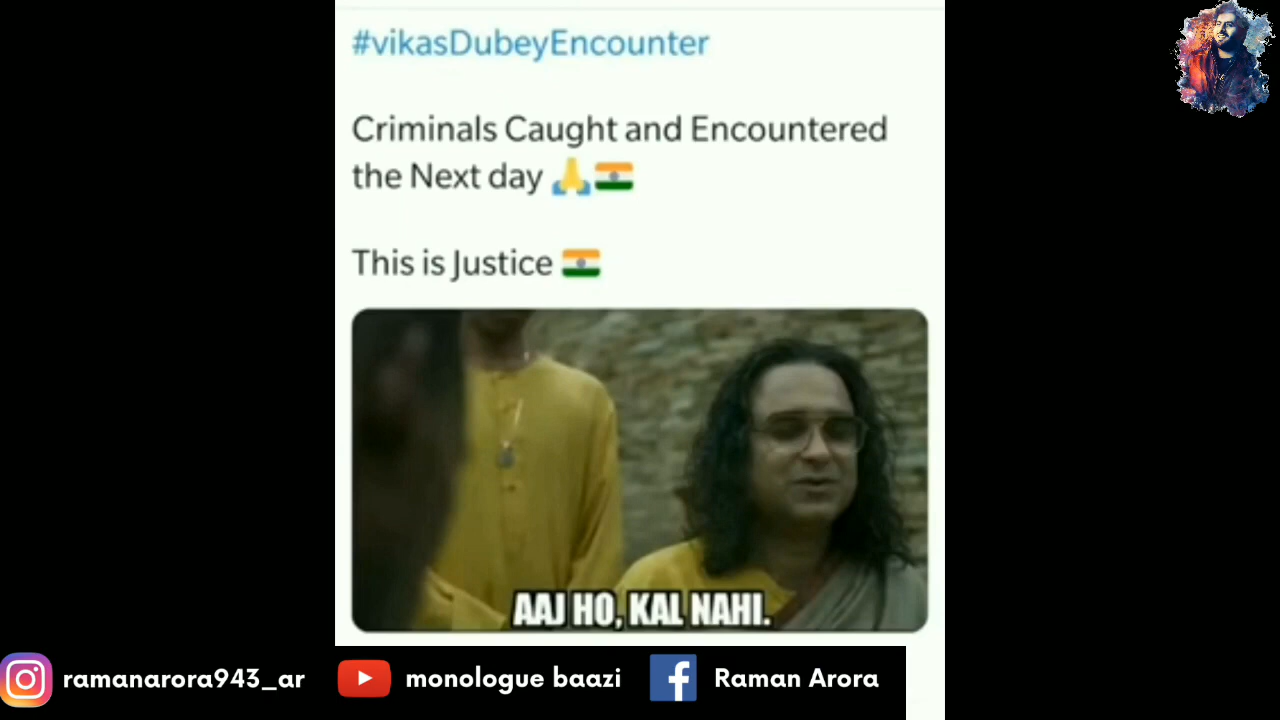 #vikasDubeyEncounter
Criminals Caught and Encountered
the Next day 🙏🇮🇳
This is Justice 🇮🇳
AAJ HO, KAL NAHI.
ramanarora943_ar monologue baazi Raman Arora